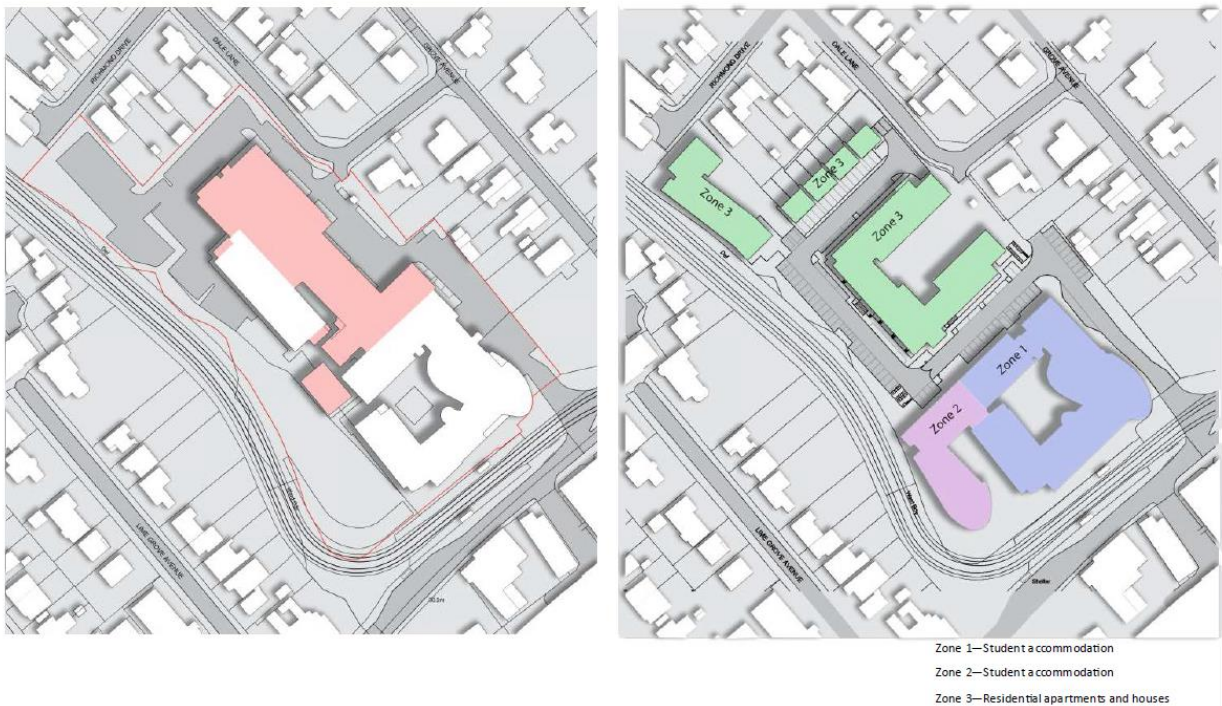 RICHMOND DRIVE
DALE LANE
GROVE AVENUE
LIME GROVE AVENUE
RICHMOND DRIVE
DALE LANE
GROVE AVENUE
Zone 3
Zone 3
Zone 3
Zone 1
Zone 2
LIME GROVE AVENUE
Shelter
Zone 1—Student accommodation
Zone 2—Student accommodation
Zone 3—Residential apartments and houses